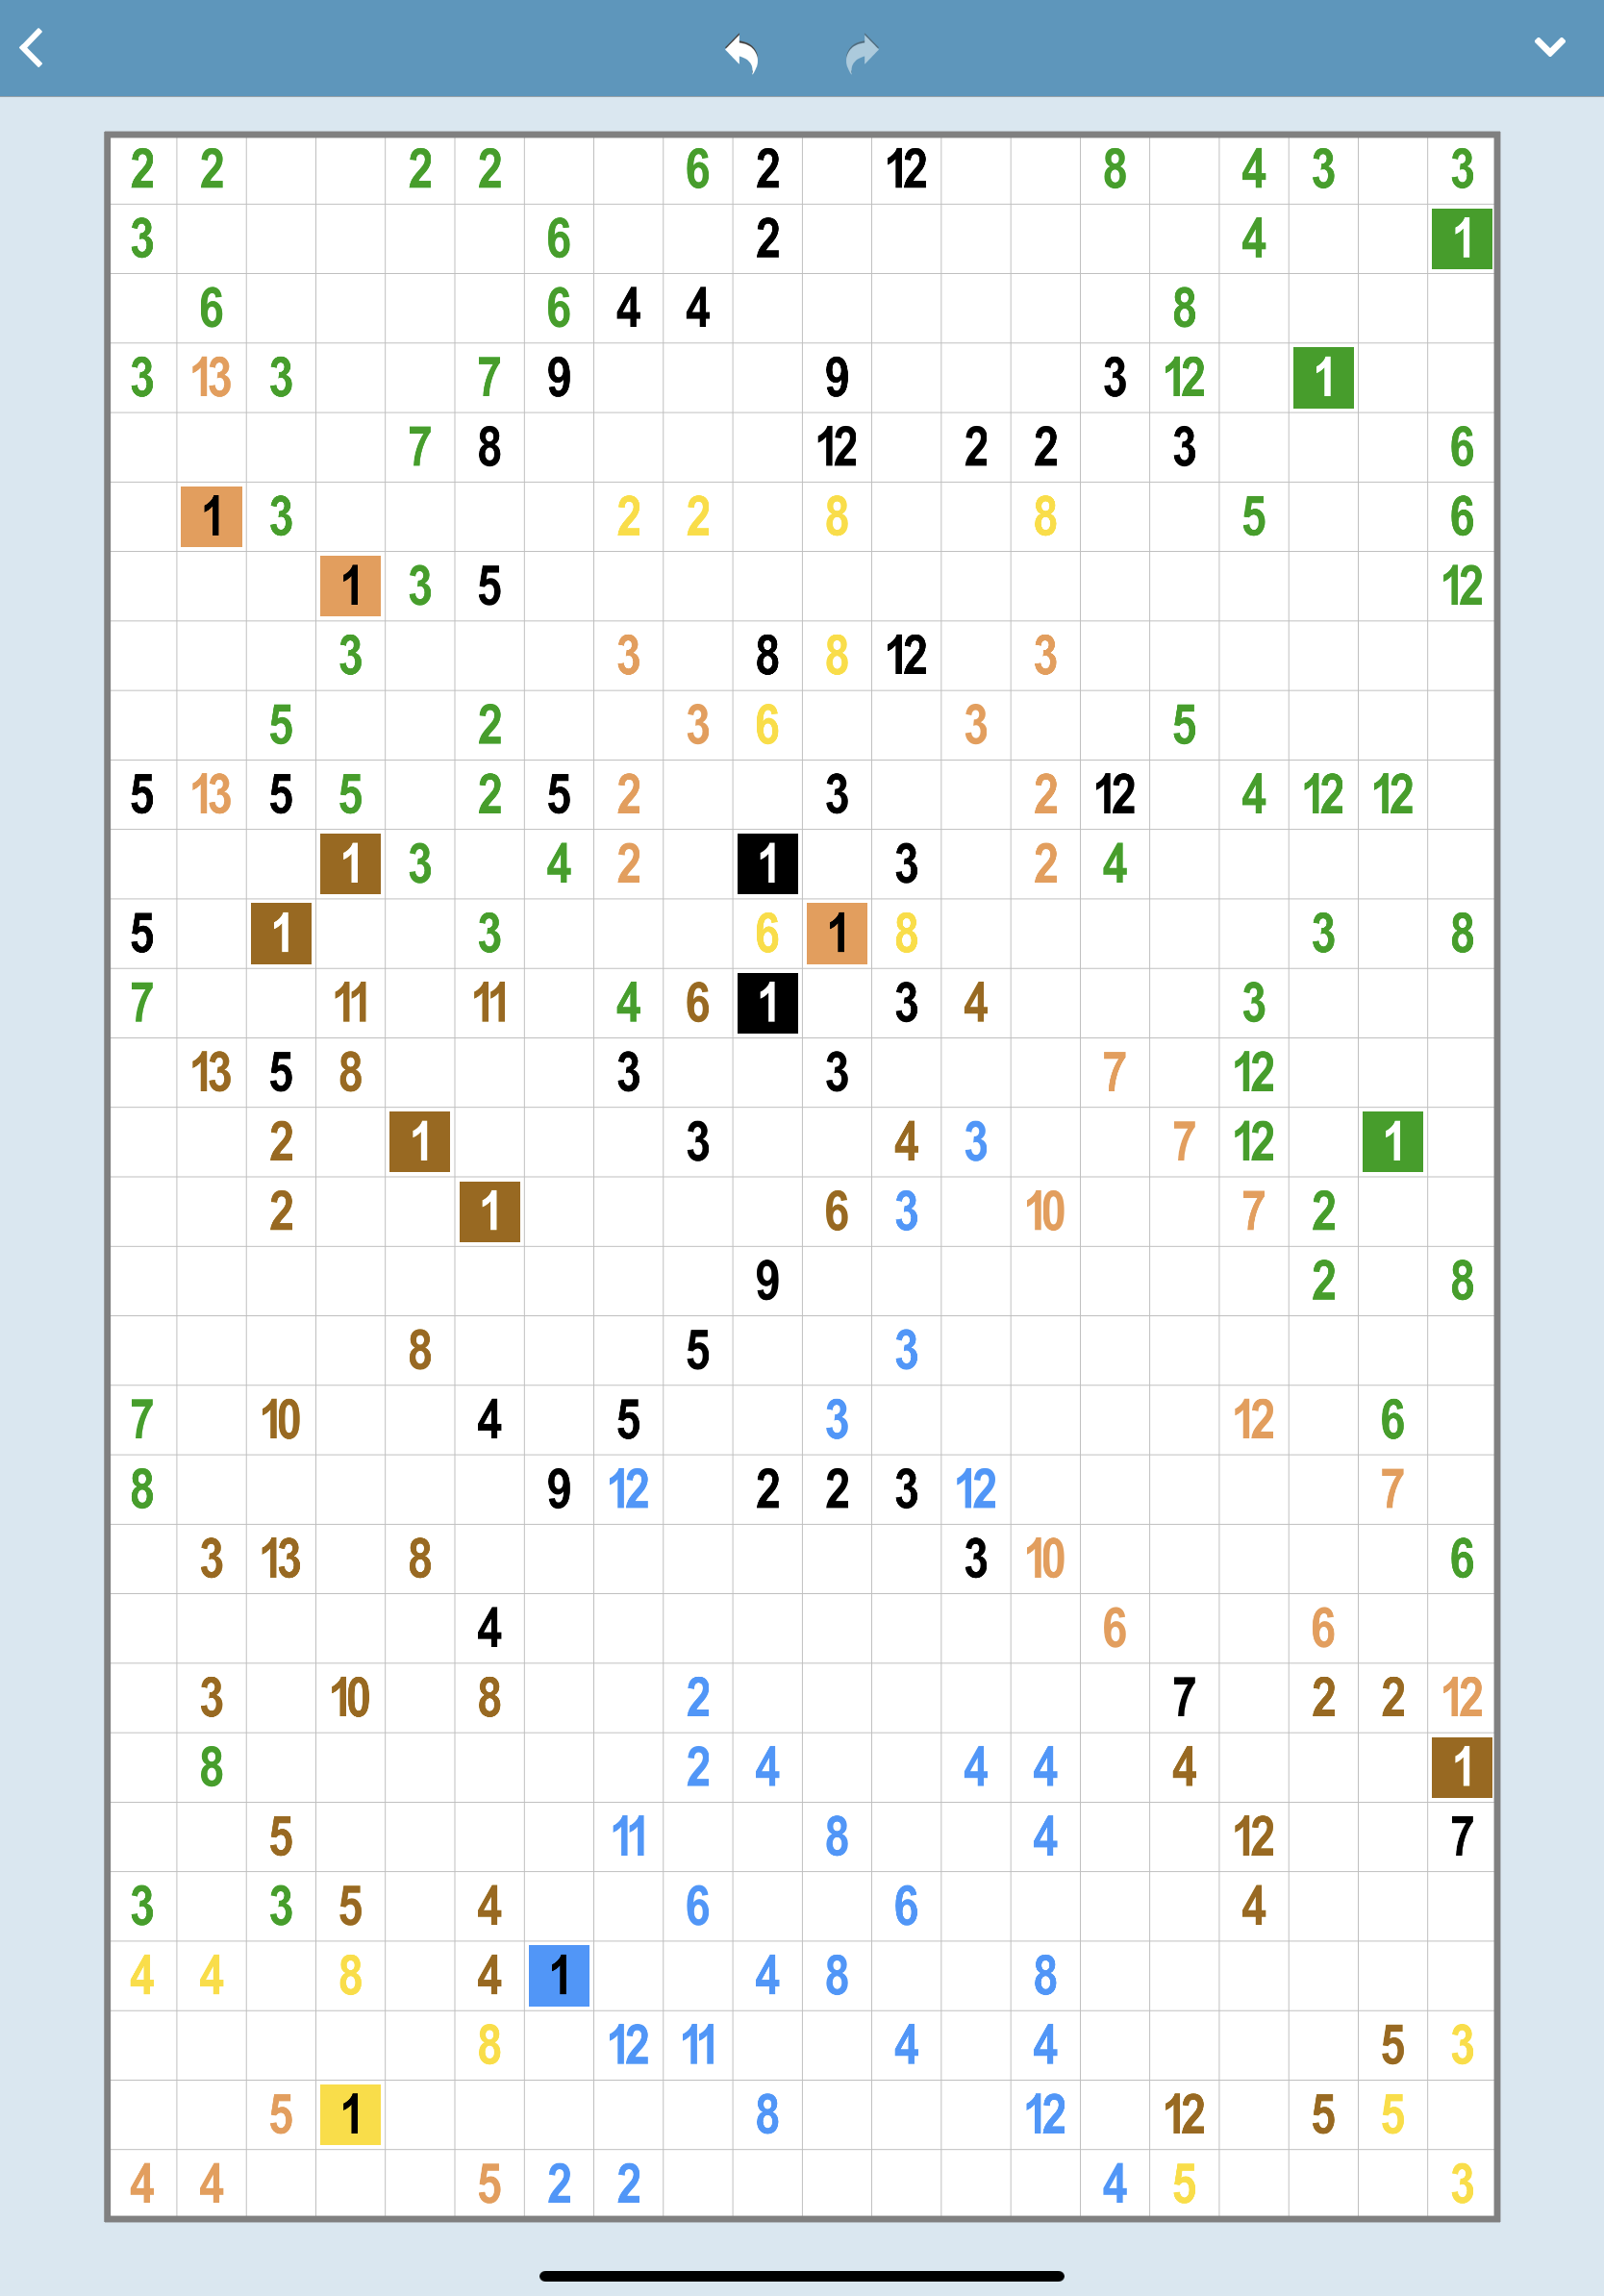 2 2 2 2 6 2 12 8 4 3 3
3 6 2 4 1
6 6 4 4 8
3 13 3 7 9 9 3 12 1
7 8 12 2 2 3 6
1 3 2 2 8 8 5 6
1 3 5 12
3 3 8 8 12 3
5 2 3 6 3 5
5 13 5 5 2 5 2 3 2 12 4 12 12
1 3 4 2 1 3 2 4
5 1 3 6 1 8 3 8
7 11 11 4 6 1 3 4 3
13 5 8 3 3 7 12
2 1 3 4 3 7 12 1
2 1 6 3 10 7 2
9 2 8
8 5 3
7 10 4 5 3 12 6
8 9 12 2 2 3 12 7
3 13 8 3 10 6
4 6 6
3 10 8 2 7 2 2 12
8 2 4 4 4 4 1
5 11 8 4 12 7
3 3 5 4 6 6 4
4 4 8 4 1 4 8 8
8 12 11 4 4 5 3
5 1 8 12 12 5 5
4 4 5 2 2 4 5 3